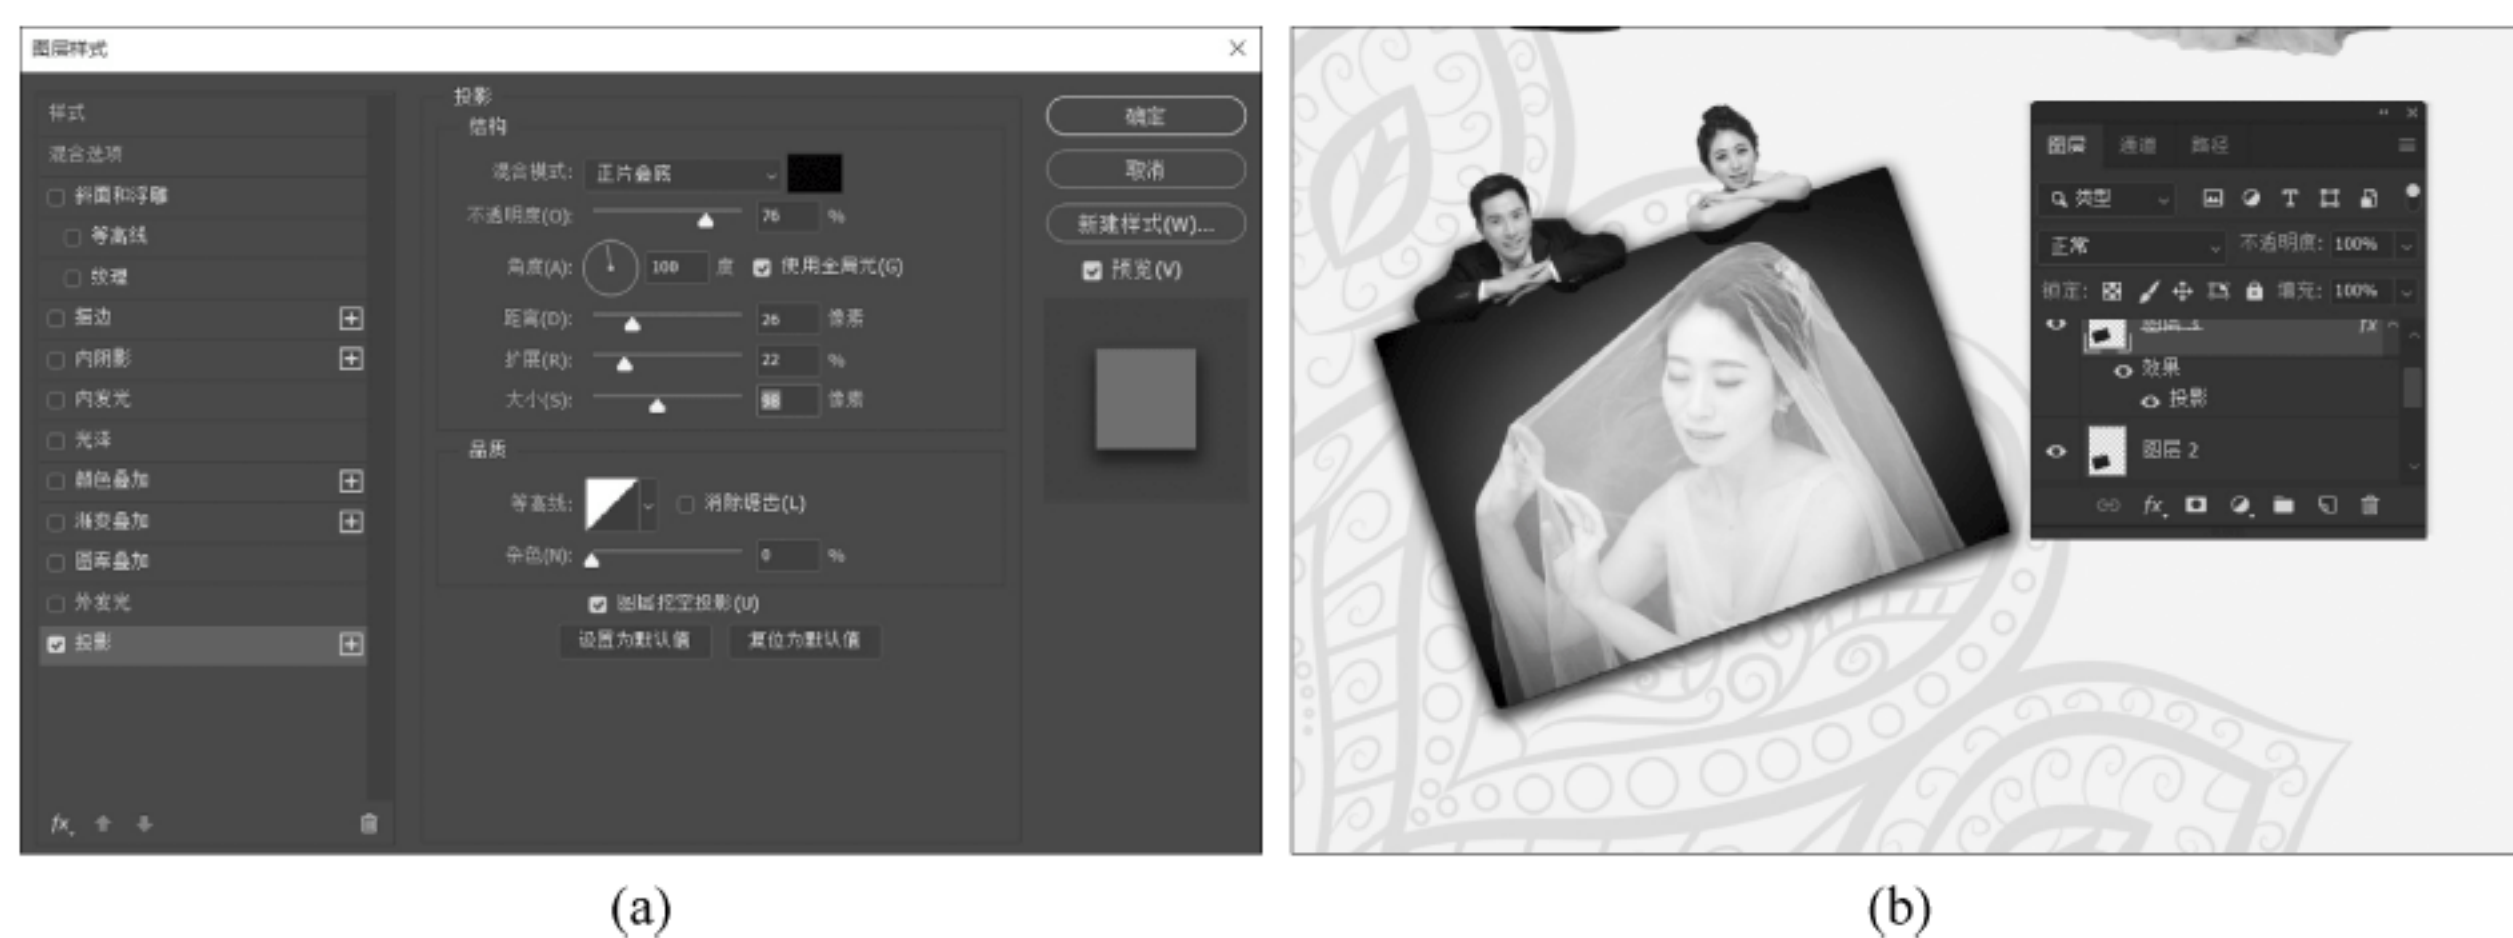 图层样式
样式
混合选项
斜面和浮雕
等高线
纹理
描边
内阴影
内发光
光泽
颜色叠加
渐变叠加
图案叠加
外发光
投影
fx
投影
结构
混合模式: 正片叠底
不透明度(O): 76 %
角度(A): 100 度 使用全局光(G)
距离(D): 26 像素
扩展(R): 22 %
大小(S): 98 像素
品质
等高线: 消除锯齿(L)
杂色(N): 0 %
图层挖空投影(U)
设置为默认值 复位为默认值
确定
取消
新建样式(W)...
预览(V)
(a)
图层 通道 路径
类型
正常 不透明度: 100%
锁定: 填充: 100%
fx
效果
投影
图层 2
fx
(b)